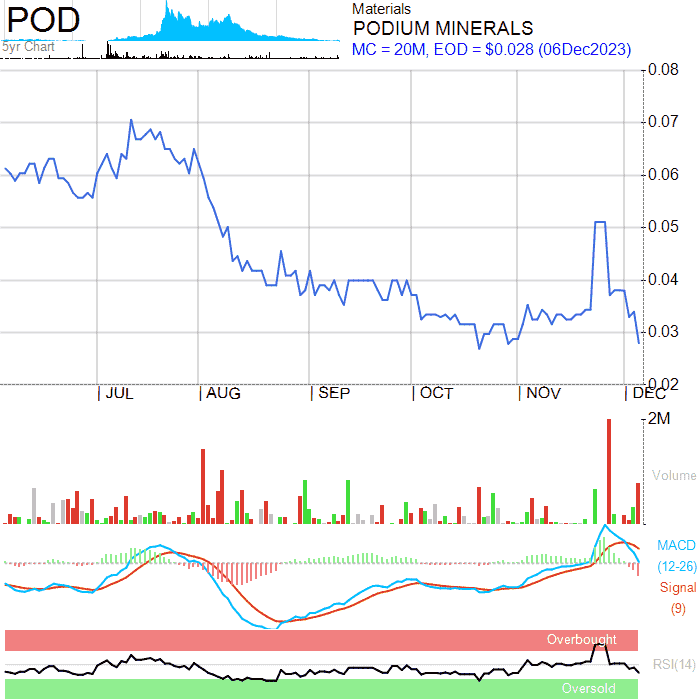 POD
5yr Chart
Materials
PODIUM MINERALS
MC = 20M, EOD = $0.028 (06Dec2023)
0.08
0.07
0.06
0.05
0.04
0.03
0.02
JUL AUG SEP OCT NOV DEC
2M
Volume
MACD
(12-26)
Signal
(9)
Overbought
RSI(14)
Oversold